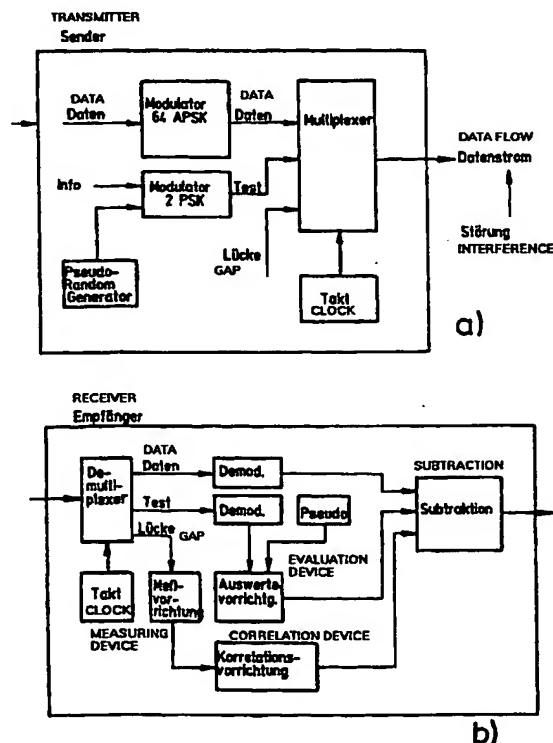 TRANSMITTER
Sender
DATA
Daten
Modulator
64 APSK
DATA
Daten
Multiplexer
Info
Modulator
2 PSK
Test
Lücke
GAP
Pseudo-
Random
Generator
Takt
CLOCK
DATA FLOW
Datenstrom
Störung
INTERFERENCE
a)
RECEIVER
Empfänger
De-
multi-
plexer
DATA
Daten
Demod.
Test
Demod.
Pseudo
Lücke
GAP
SUBTRACTION
Subtraktion
Takt
CLOCK
Meß-
vor-
richtung
MEASURING
DEVICE
Auswerte-
vorrichtg.
EVALUATION
DEVICE
CORRELATION DEVICE
Korrelations-
vorrichtung
b)